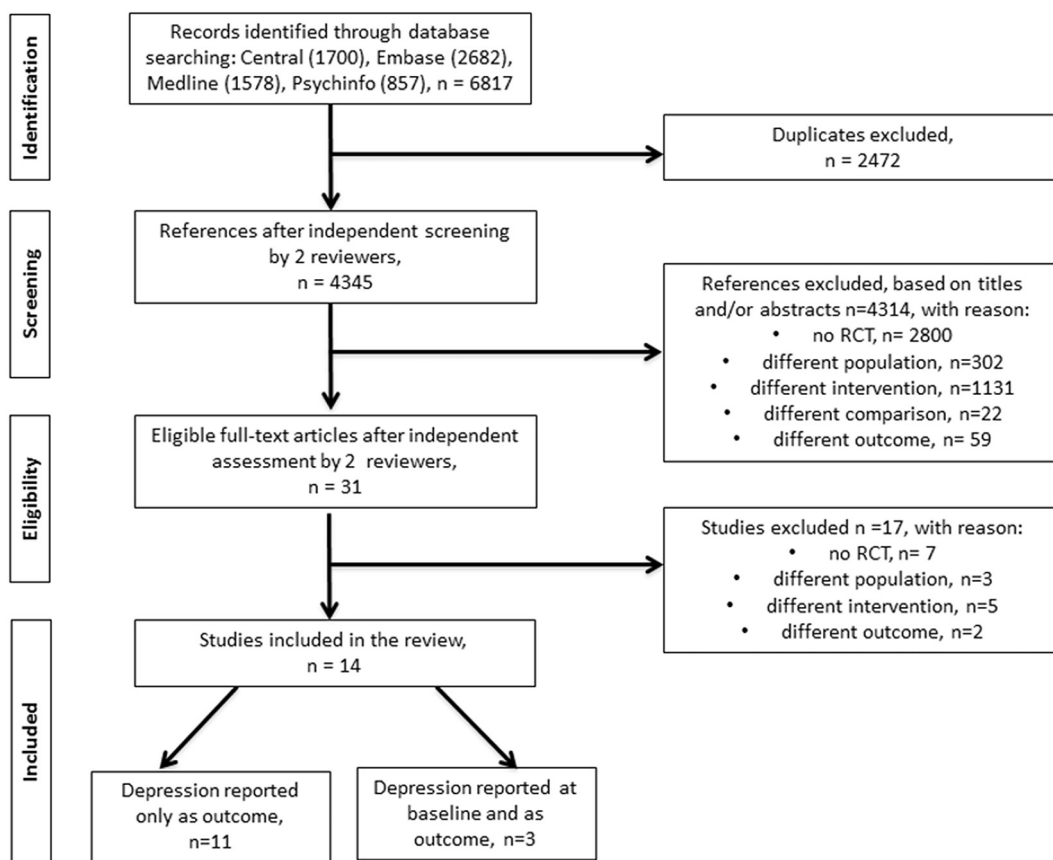 Identification
Records identified through database
searching: Central (1700), Embase (2682),
Medline (1578), Psychinfo (857), n = 6817
Duplicates excluded,
n = 2472
Screening
References after independent screening
by 2 reviewers,
n = 4345
References excluded, based on titles
and/or abstracts n=4314, with reason:
• no RCT, n= 2800
• different population, n=302
• different intervention, n=1131
• different comparison, n=22
• different outcome, n= 59
Eligibility
Eligible full-text articles after independent
assessment by 2 reviewers,
n = 31
Studies excluded n =17, with reason:
• no RCT, n= 7
• different population, n=3
• different intervention, n=5
• different outcome, n=2
Included
Studies included in the review,
n = 14
Depression reported
only as outcome,
n=11
Depression reported at
baseline and as
outcome, n=3